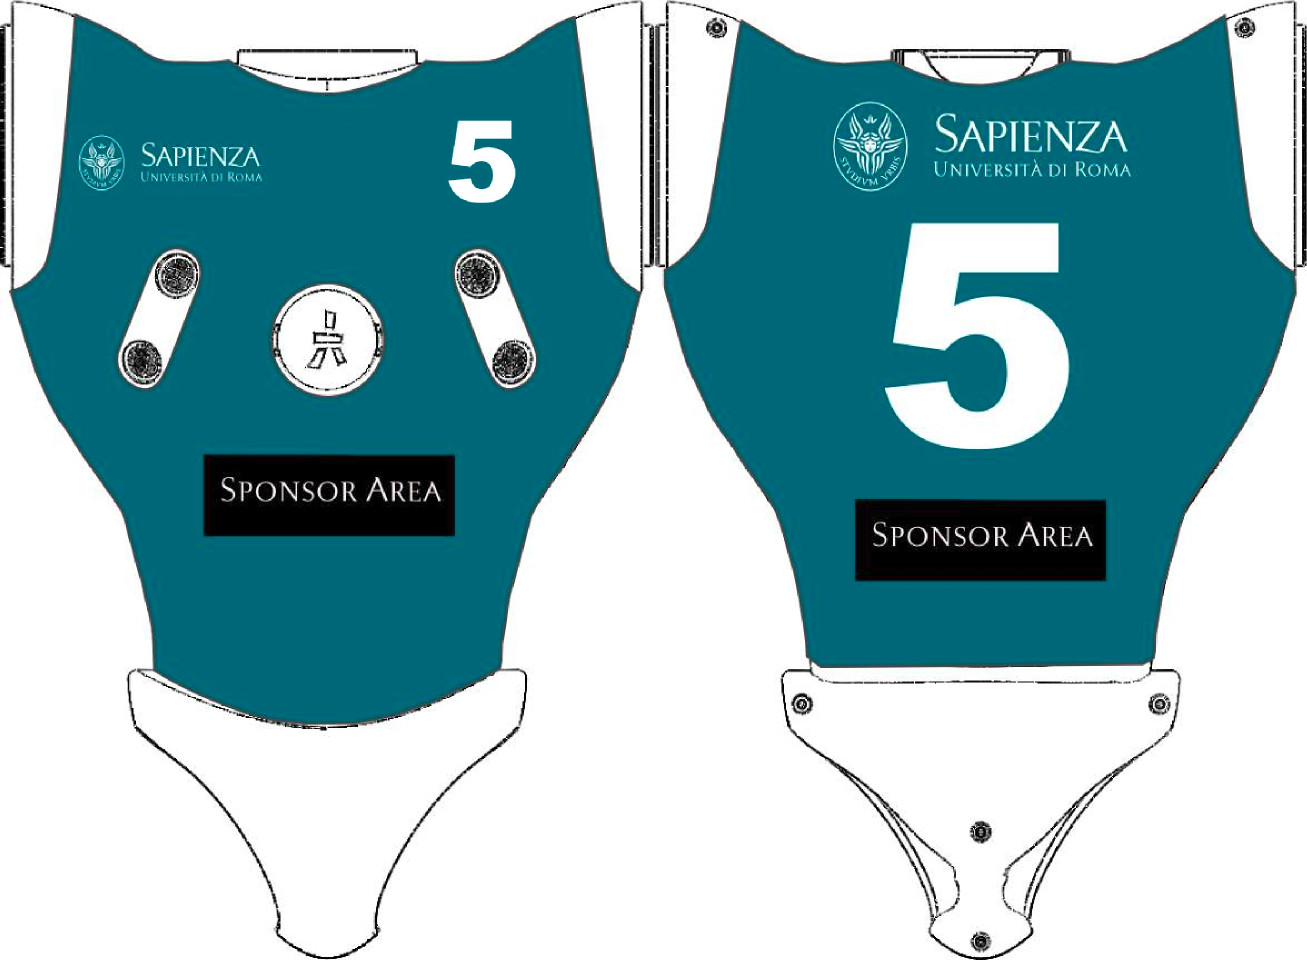 SAPIENZA
UNIVERSITÀ DI ROMA
STVDIVM VRBIS
5
SPONSOR AREA
SAPIENZA
UNIVERSITÀ DI ROMA
STVDIVM VRBIS
5
SPONSOR AREA